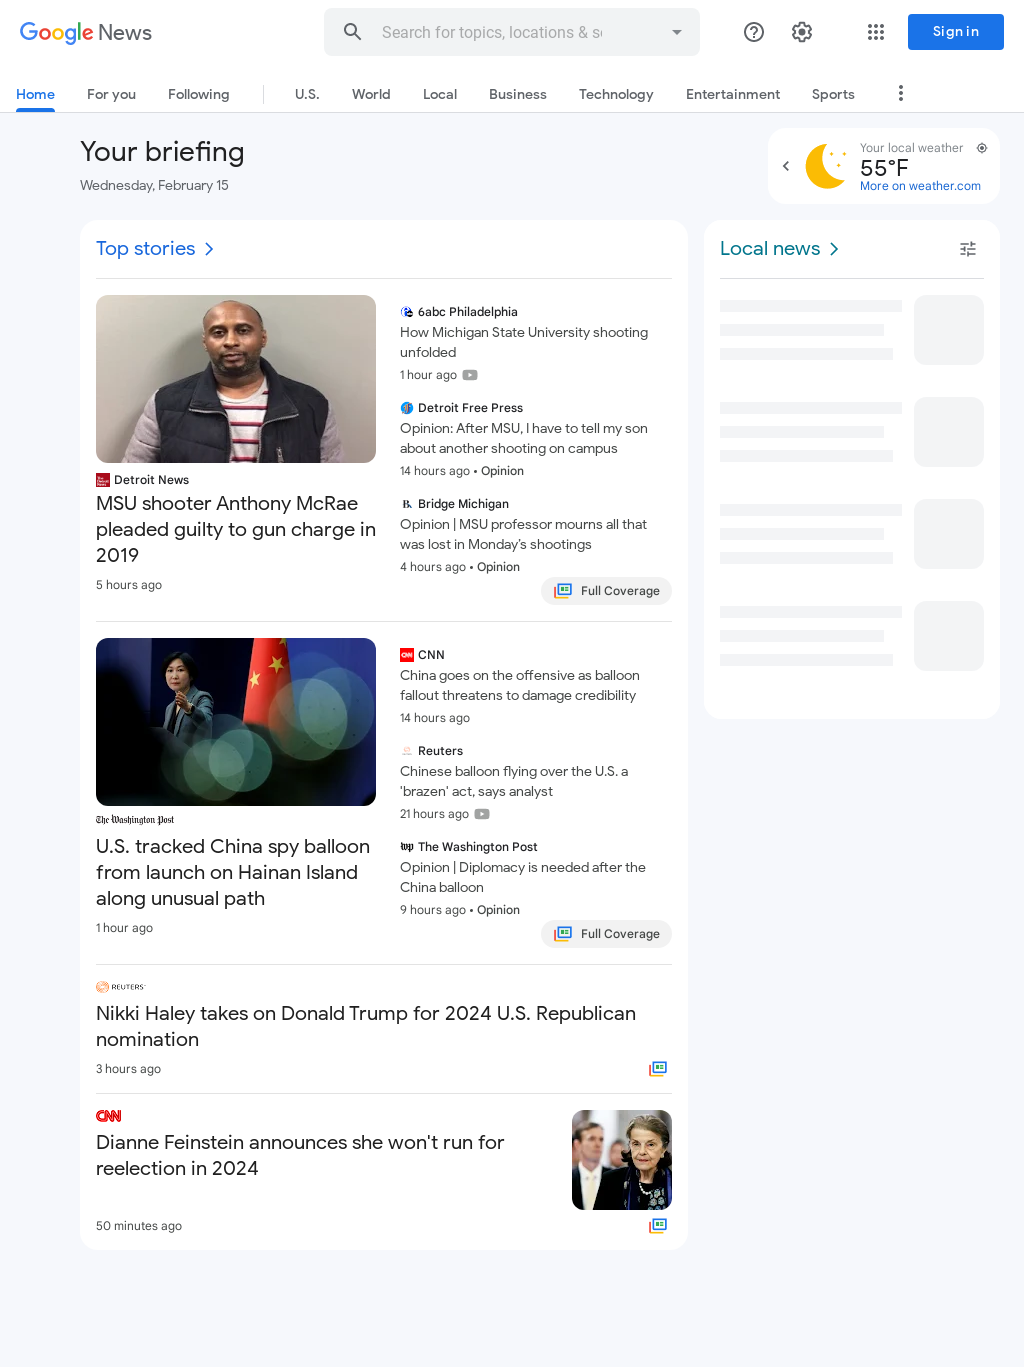 Google News
Search for topics, locations & so
Sign in
Home
For you
Following
U.S.
World
Local
Business
Technology
Entertainment
Sports
Your briefing
Wednesday, February 15
Your local weather
55°F
More on weather.com
Top stories
Detroit News
MSU shooter Anthony McRae
pleaded guilty to gun charge in
2019
5 hours ago
6abc Philadelphia
How Michigan State University shooting
unfolded
1 hour ago
Detroit Free Press
Opinion: After MSU, I have to tell my son
about another shooting on campus
14 hours ago • Opinion
Bridge Michigan
Opinion | MSU professor mourns all that
was lost in Monday's shootings
4 hours ago • Opinion
Full Coverage
The Washington Post
U.S. tracked China spy balloon
from launch on Hainan Island
along unusual path
1 hour ago
CNN
CNN
China goes on the offensive as balloon
fallout threatens to damage credibility
14 hours ago
Reuters
Chinese balloon flying over the U.S. a
'brazen' act, says analyst
21 hours ago
wp The Washington Post
Opinion | Diplomacy is needed after the
China balloon
9 hours ago • Opinion
Full Coverage
REUTERS
Nikki Haley takes on Donald Trump for 2024 U.S. Republican
nomination
3 hours ago
CNN
Dianne Feinstein announces she won't run for
reelection in 2024
50 minutes ago
Local news